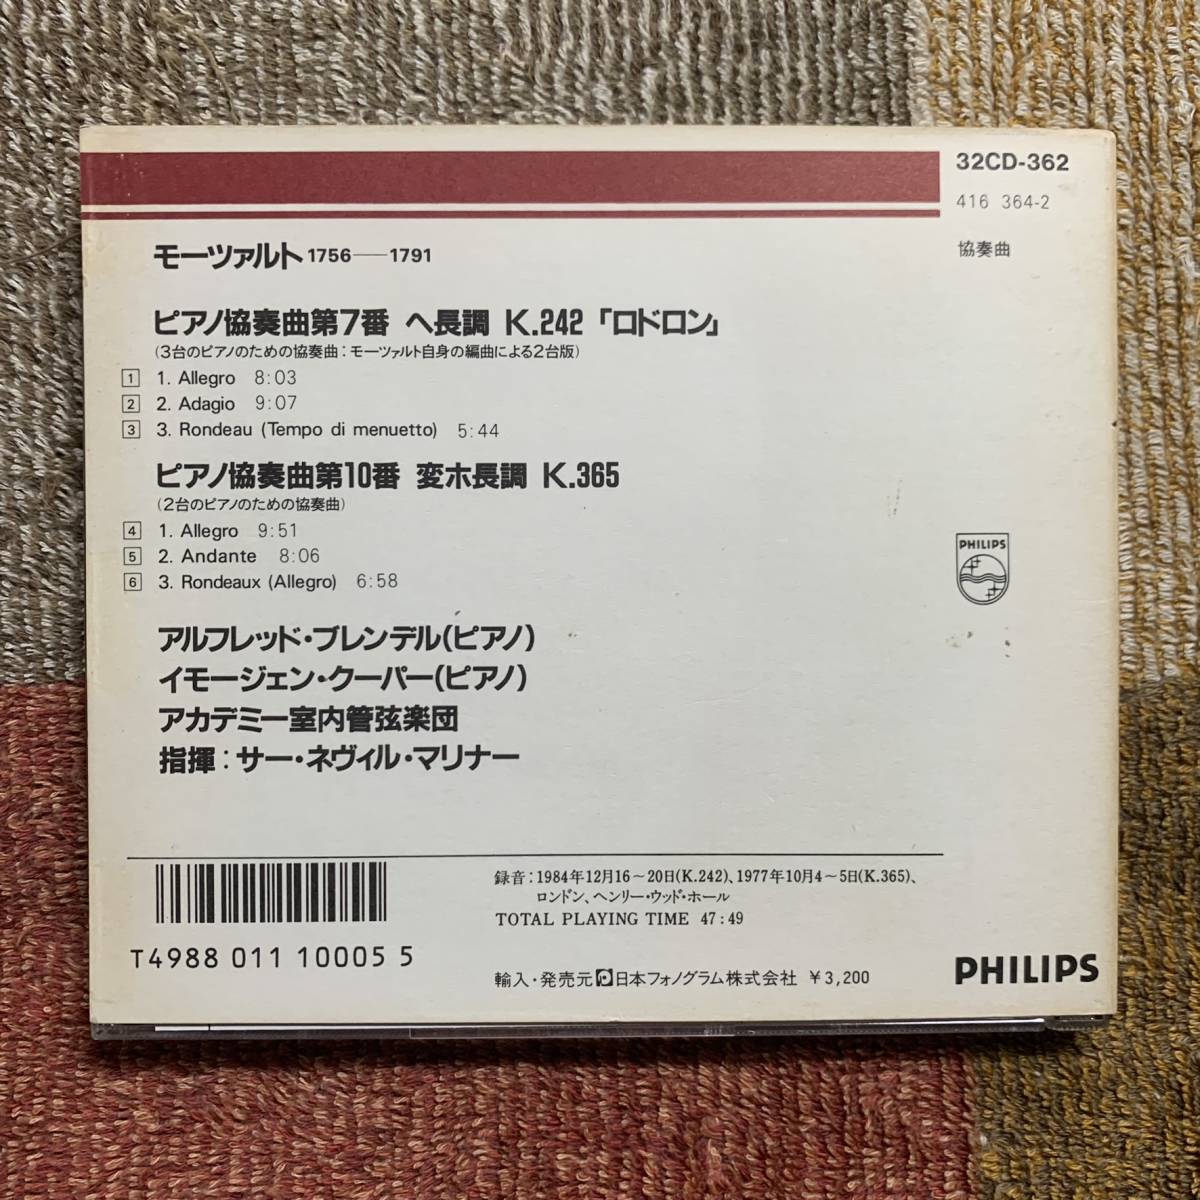 32CD-362
416 364-2
協奏曲
モーツァルト 1756——1791
ピアノ協奏曲第7番 ヘ長調 K.242「ロドロン」
(3台のピアノのための協奏曲:モーツァルト自身の編曲による2台版)
1 1. Allegro 8:03
2 2. Adagio 9:07
3 3. Rondeau (Tempo di menuetto) 5:44
ピアノ協奏曲第10番 変ホ長調 K.365
(2台のピアノのための協奏曲)
4 1. Allegro 9:51
5 2. Andante 8:06
6 3. Rondeaux (Allegro) 6:58
PHILIPS
アルフレッド・ブレンデル(ピアノ)
イモージェン・クーパー(ピアノ)
アカデミー室内管弦楽団
指揮:サー・ネヴィル・マリナー
録音:1984年12月16~20日(K.242)、1977年10月4~5日(K.365)、
ロンドン、ヘンリー・ウッド・ホール
TOTAL PLAYING TIME 47:49
T4988 011 10005 5
輸入・発売元 日本フォノグラム株式会社 ¥3,200
PHILIPS